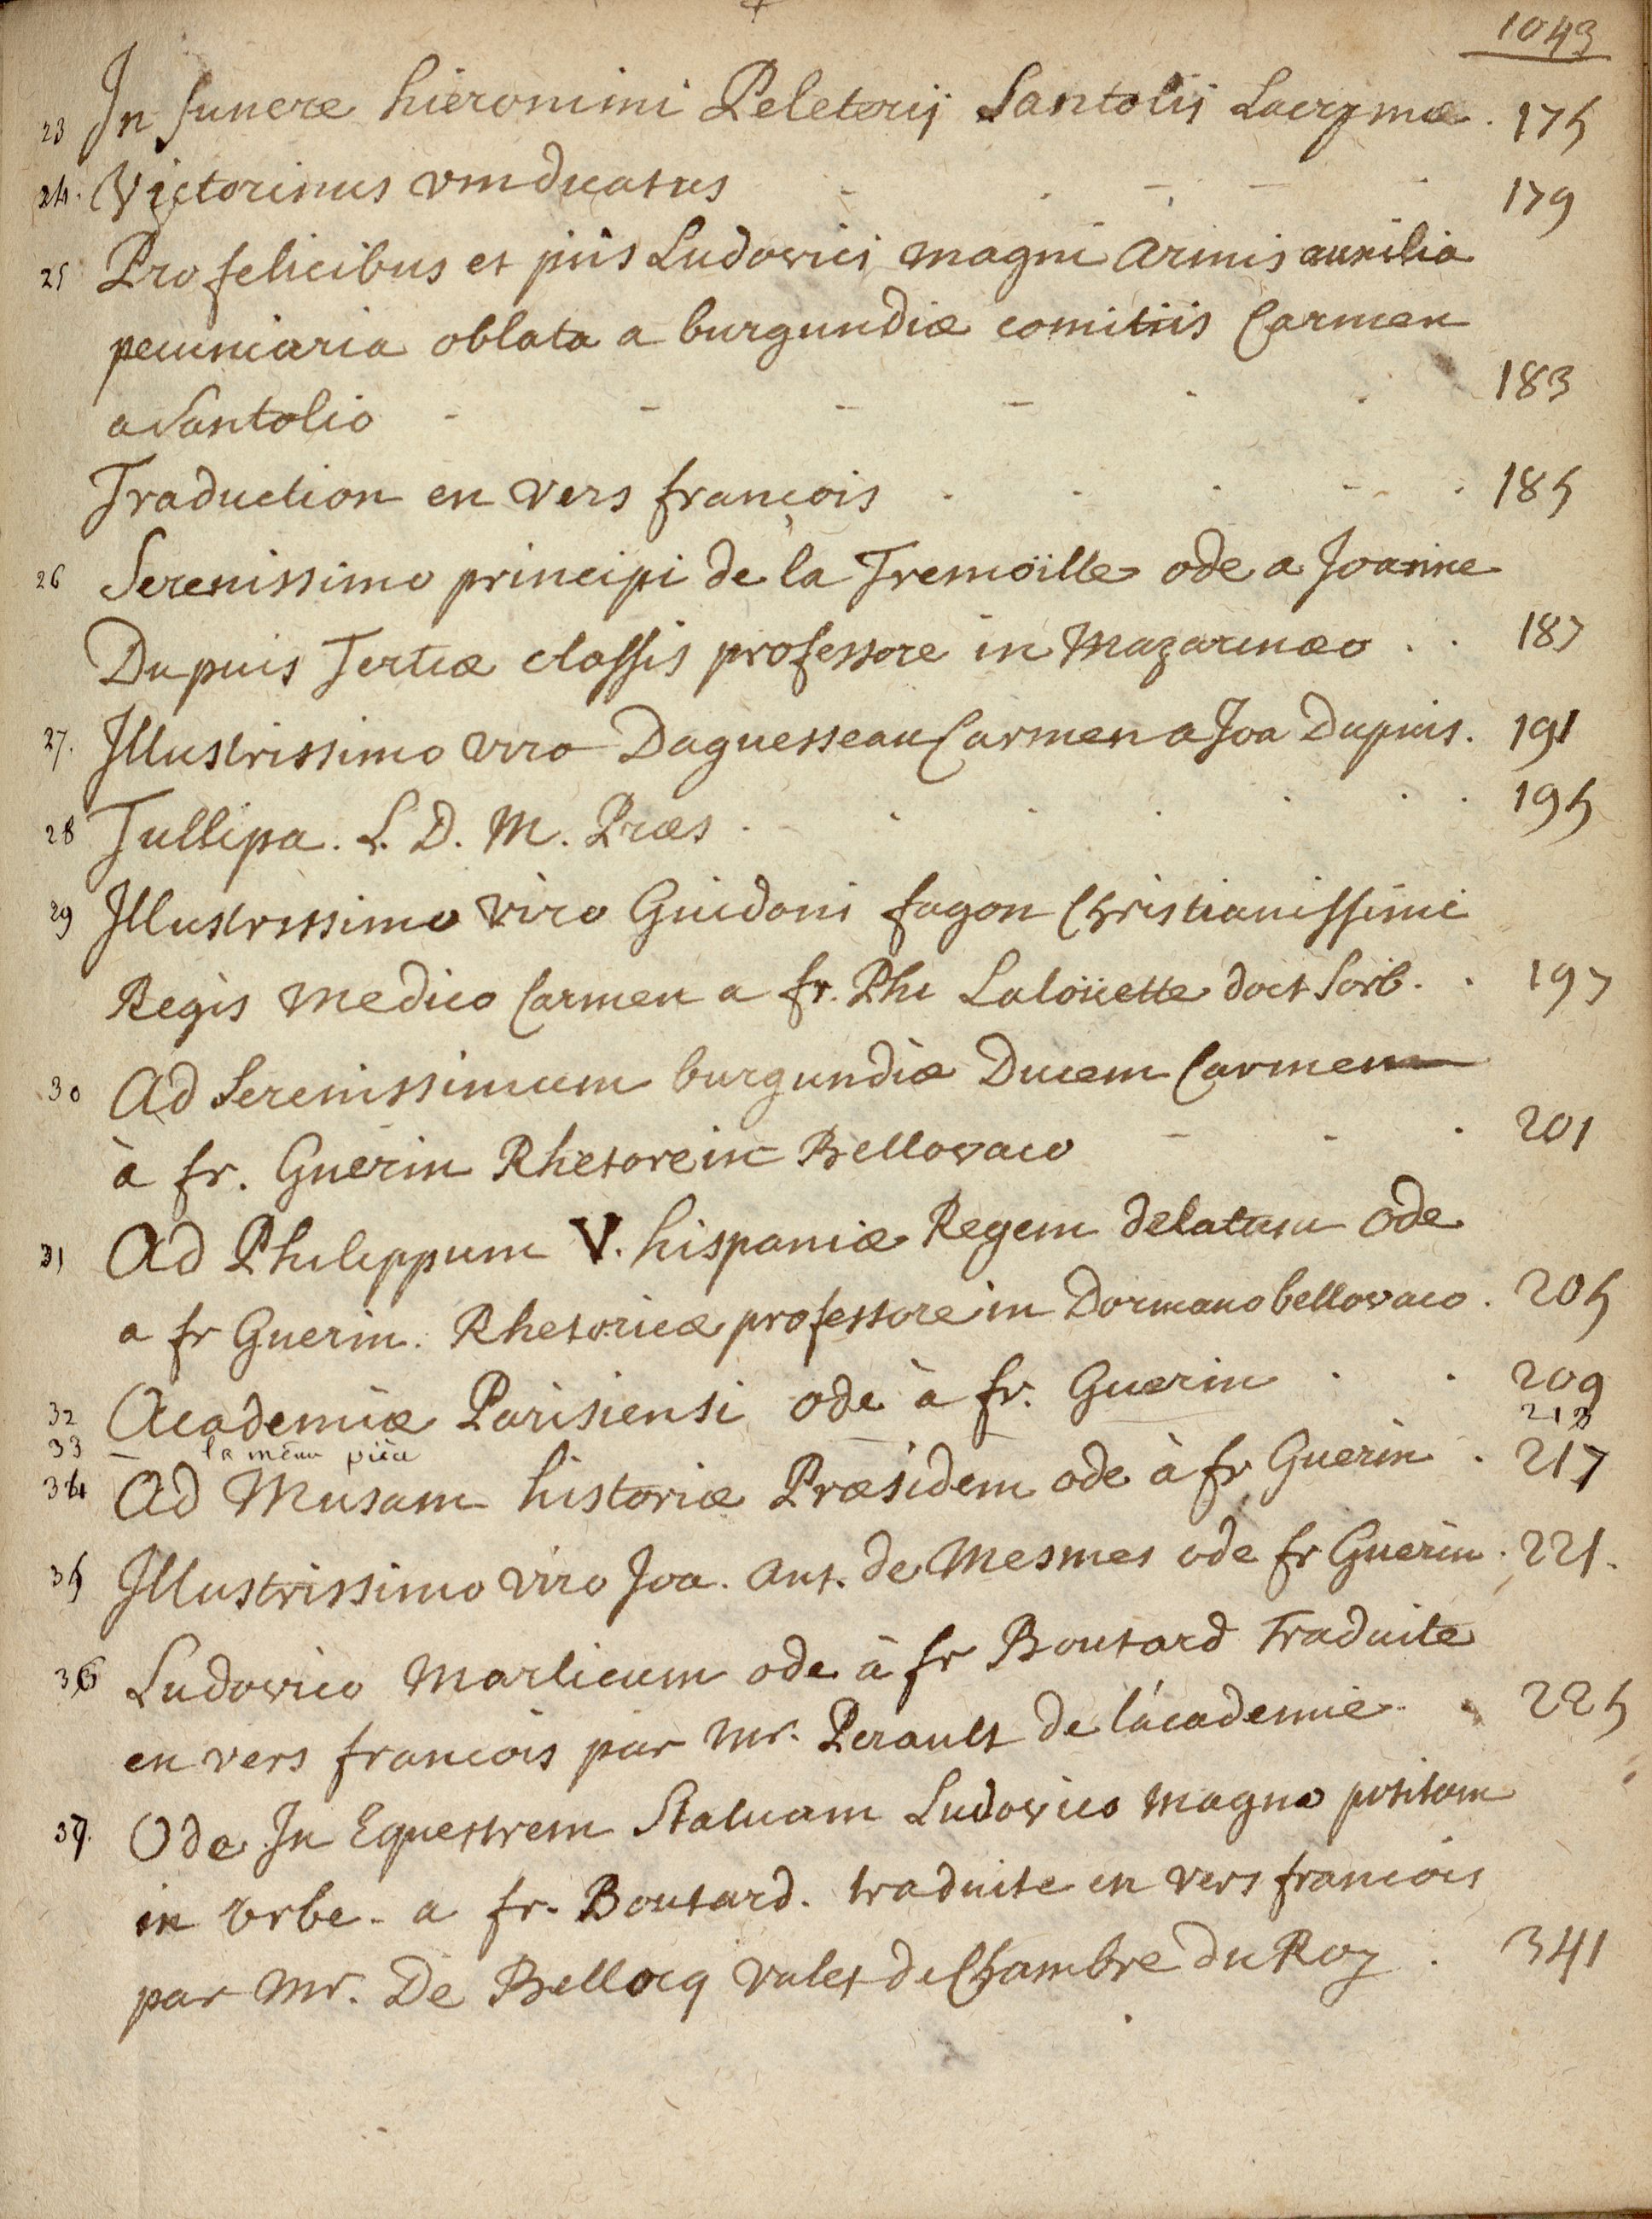 1043
23 In funere hieronimi Peleterij Santolij Lacrymæ . 175
24. Victorinus vindicatus 179
25 Pro felicibus et piis Ludovici magni armis auxilia
pecuniaria oblata a burgundiæ comitiis Carmen
a Santolio 183
Traduction en vers francois 185
26 Serenissimo principi de la Tremöille ode a Joanne
Dupuis Tertiæ classis professore in Mazarinæo . . 187
27. Illustrissimo viro Daguesseau Carmen a Joa Dupuis. 191
28 Tullipa. L. D. M. Præs . 195
29 Illustrissimo viro Guidoni fagon Christianissimi
Regis medico Carmen a fr. Phi Laloüette doct Sorb. . 197
30 Ad Serenissimum burgundiæ Ducem Carmen
à fr. Guerin Rhetore in Bellovaco 201
31 Ad Philippum V. hispaniæ Regem delatum ode
a fr Guerin. Rhetoricæ professore in Dormano bellovaco . 205
32 Academiæ Parisiensi ode à fr. Guerin 209
33 — la même pièce 213
34 Ad Musam historiæ Præsidem ode à fr Guerin . 217
35 Illustrissimo viro Joa. ant. de Mesmes ode fr Guerin . 221.
36 Ludovico Marlicum ode à fr Boutard Traduite
en vers francois par Mr. Perault de l'academie 225
37. Ode In Equestrem Statuam Ludovico magno positam
in Vrbe - a fr. Boutard. traduite en vers francois
par Mr. De Bellocq valet de Chambre du Roy . 341